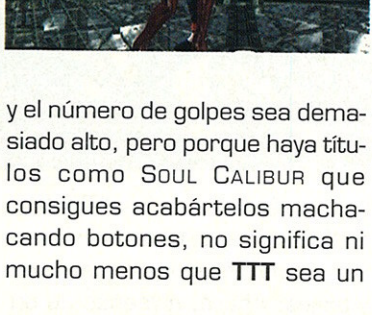 y el número de golpes sea dema-
siado alto, pero porque haya títu-
los como SOUL CALIBUR que
consigues acabártelos macha-
cando botones, no significa ni
mucho menos que TTT sea un